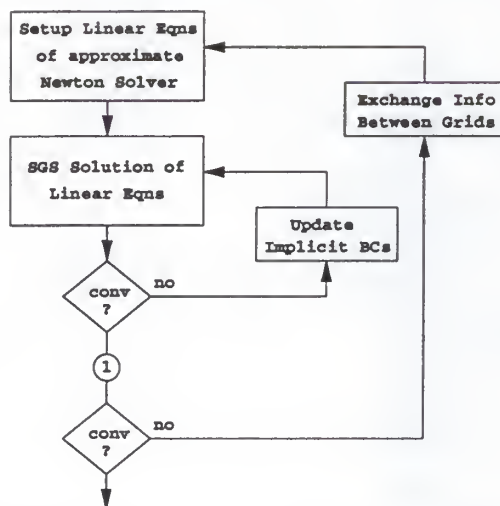 Setup Linear Eqns
of approximate
Newton Solver
Exchange Info
Between Grids
SGS Solution of
Linear Eqns
Update
Implicit BCs
conv
?
no
1
conv
?
no